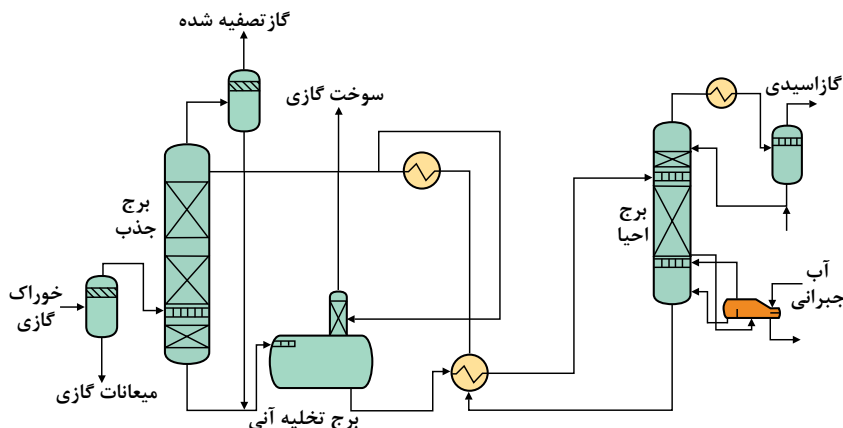 گازتصفیه شده
سوخت گازی
گازاسیدی
برج
جذب
برج
احیا
خوراک
گازی
آب
جبرانی
میعانات گازی
برج تخلیه آنی